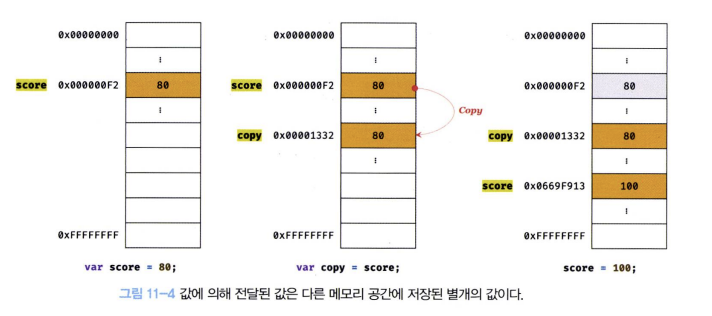 0x00000000
⋮
score 0x000000F2 80
⋮
0xFFFFFFFF
var score = 80;
0x00000000
⋮
score 0x000000F2 80
Copy
copy 0x00001332 80
⋮
0xFFFFFFFF
var copy = score;
0x00000000
⋮
0x000000F2 80
⋮
copy 0x00001332 80
⋮
score 0x0669F913 100
⋮
0xFFFFFFFF
score = 100;
그림 11-4 값에 의해 전달된 값은 다른 메모리 공간에 저장된 별개의 값이다.